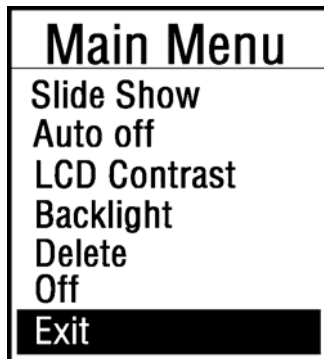 Main Menu
Slide Show
Auto off
LCD Contrast
Backlight
Delete
Off
Exit